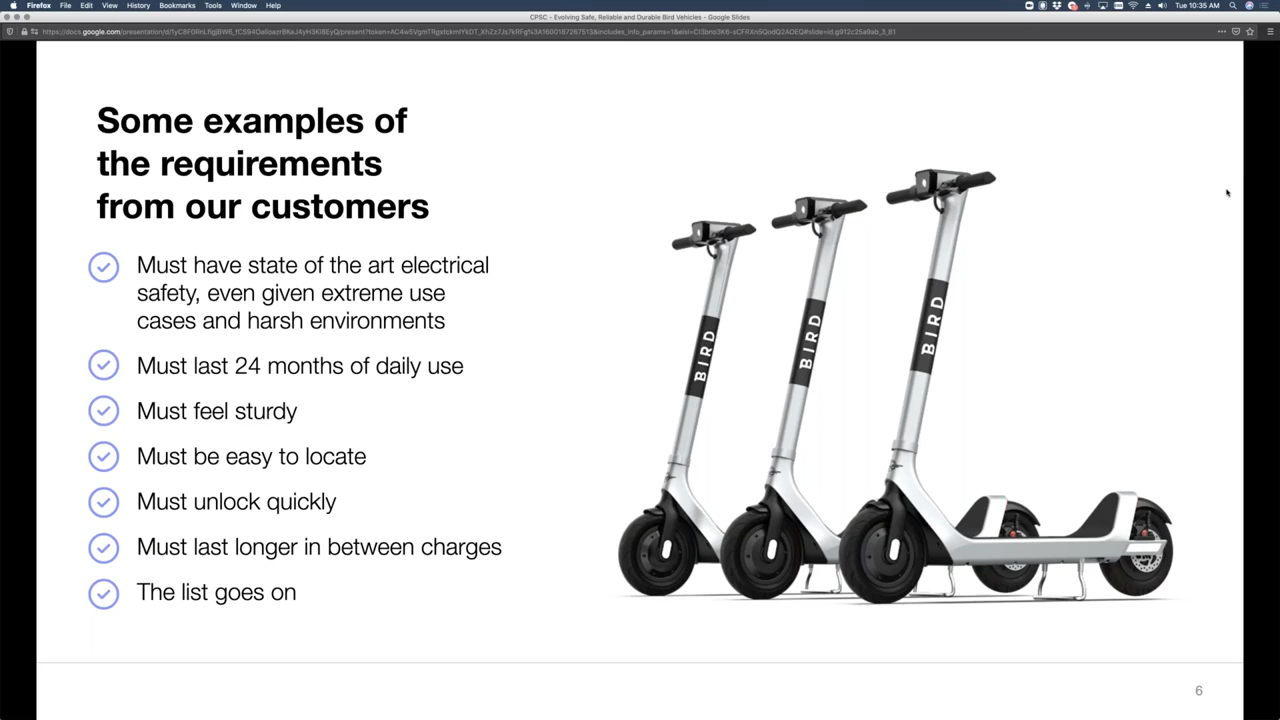 Firefox File Edit View History Bookmarks Tools Window Help
Tue 10:35 AM
CPSC - Evolving Safe, Reliable and Durable Bird Vehicles - Google Slides
Some examples of
the requirements
from our customers
Must have state of the art electrical
safety, even given extreme use
cases and harsh environments
Must last 24 months of daily use
Must feel sturdy
Must be easy to locate
Must unlock quickly
Must last longer in between charges
The list goes on
BIRD
BIRD
BIRD
6